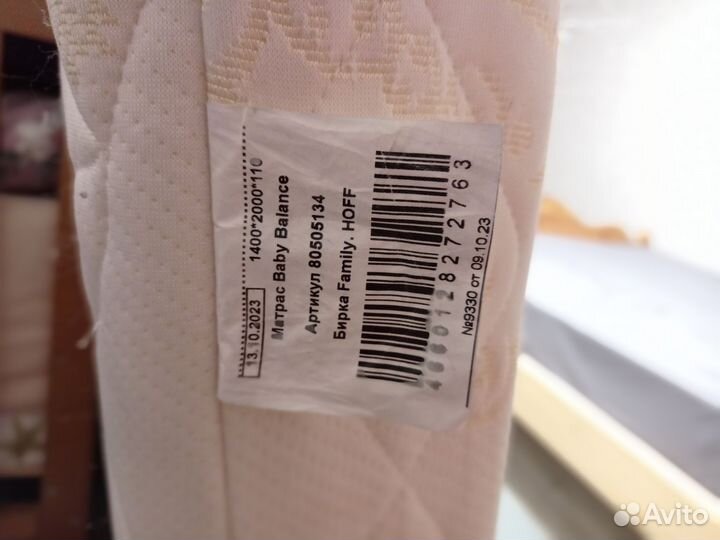 13.10.2023 1400*2000*110
Матрас Baby Balance
Артикул 80505134
Бирка Family. HOFF
4680128272763
№9330 от 09.10.23
Avito